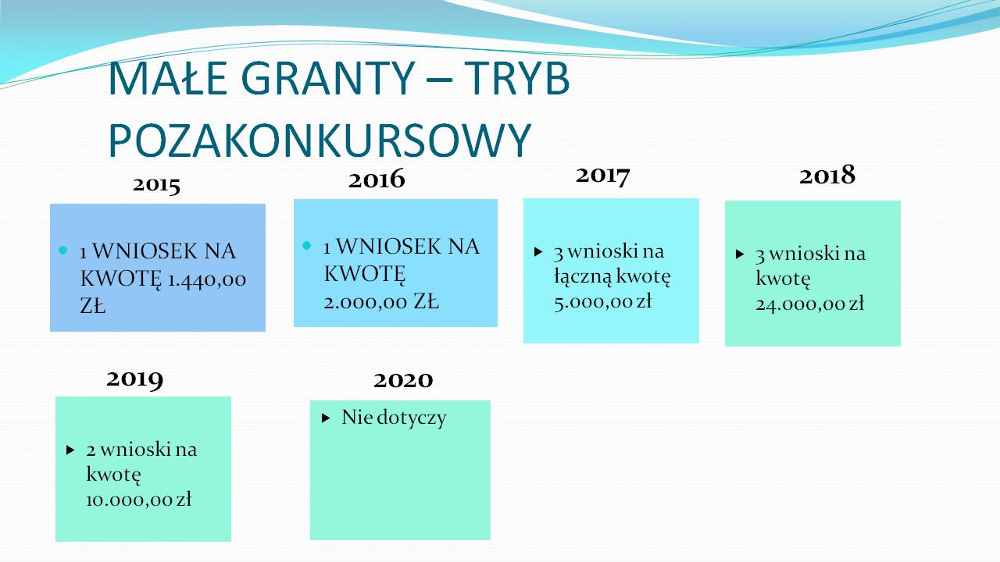 MAŁE GRANTY – TRYB
POZAKONKURSOWY
2015
1 WNIOSEK NA
KWOTĘ 1.440,00
ZŁ
2016
1 WNIOSEK NA
KWOTĘ
2.000,00 ZŁ
2017
3 wnioski na
łączną kwotę
5.000,00 zł
2018
3 wnioski na
kwotę
24.000,00 zł
2019
2 wnioski na
kwotę
10.000,00 zł
2020
Nie dotyczy